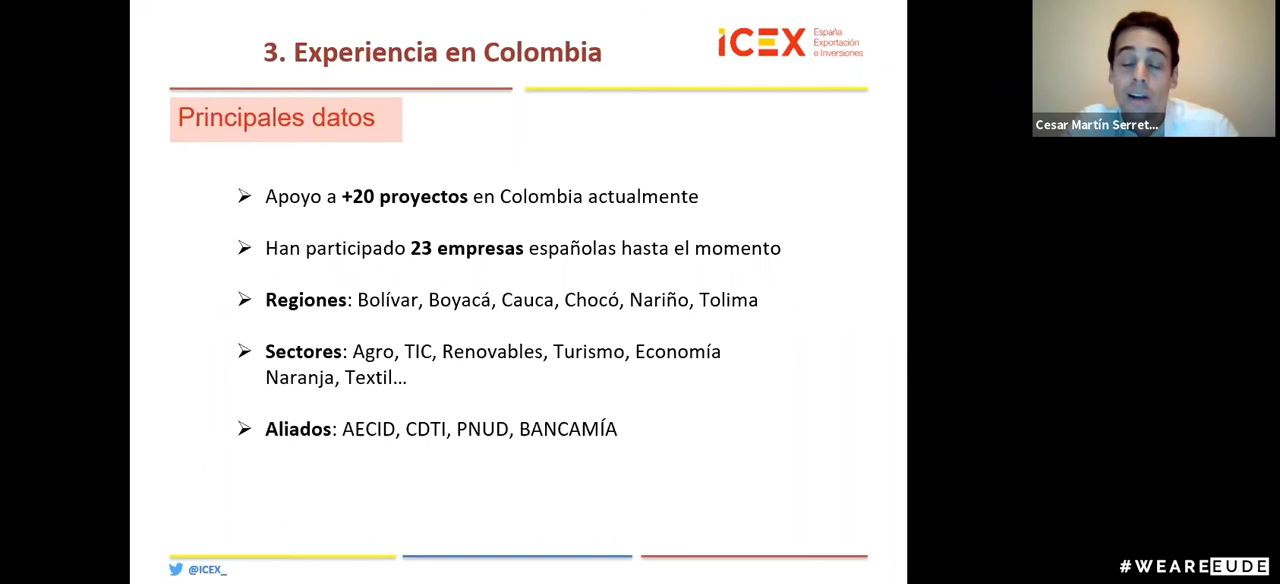 3. Experiencia en Colombia
ICEX
España
Exportación
e Inversiones
Principales datos
Apoyo a +20 proyectos en Colombia actualmente
Han participado 23 empresas españolas hasta el momento
Regiones: Bolívar, Boyacá, Cauca, Chocó, Nariño, Tolima
Sectores: Agro, TIC, Renovables, Turismo, Economía
Naranja, Textil...
Aliados: AECID, CDTI, PNUD, BANCAMÍA
@ICEX_
Cesar Martín Serret...
#WEAREEUDE